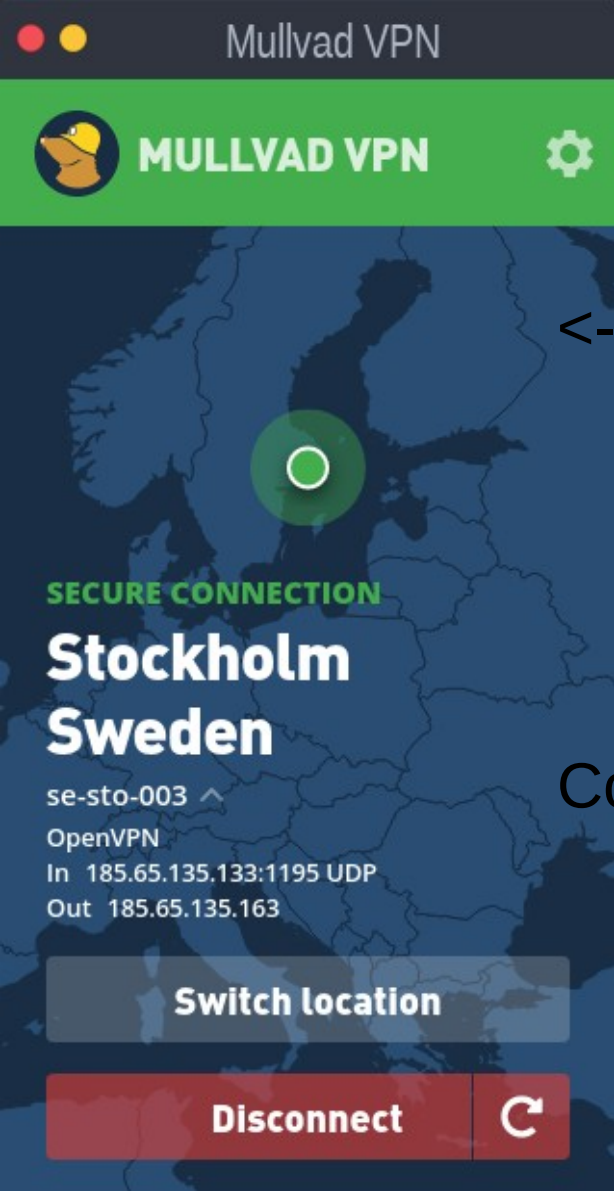 Mullvad VPN
MULLVAD VPN
<-
SECURE CONNECTION
Stockholm
Sweden
se-sto-003
Co
OpenVPN
In 185.65.135.133:1195 UDP
Out 185.65.135.163
Switch location
Disconnect